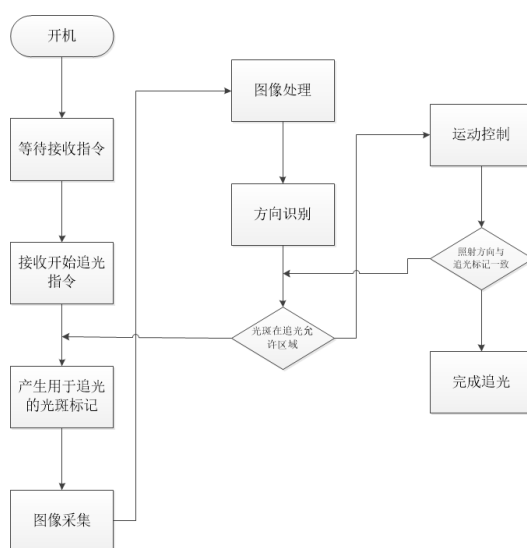 开机
等待接收指令
接收开始追光
指令
产生用于追光
的光斑标记
图像采集
图像处理
方向识别
光斑在追光允
许区域
运动控制
照射方向与
追光标记一致
完成追光